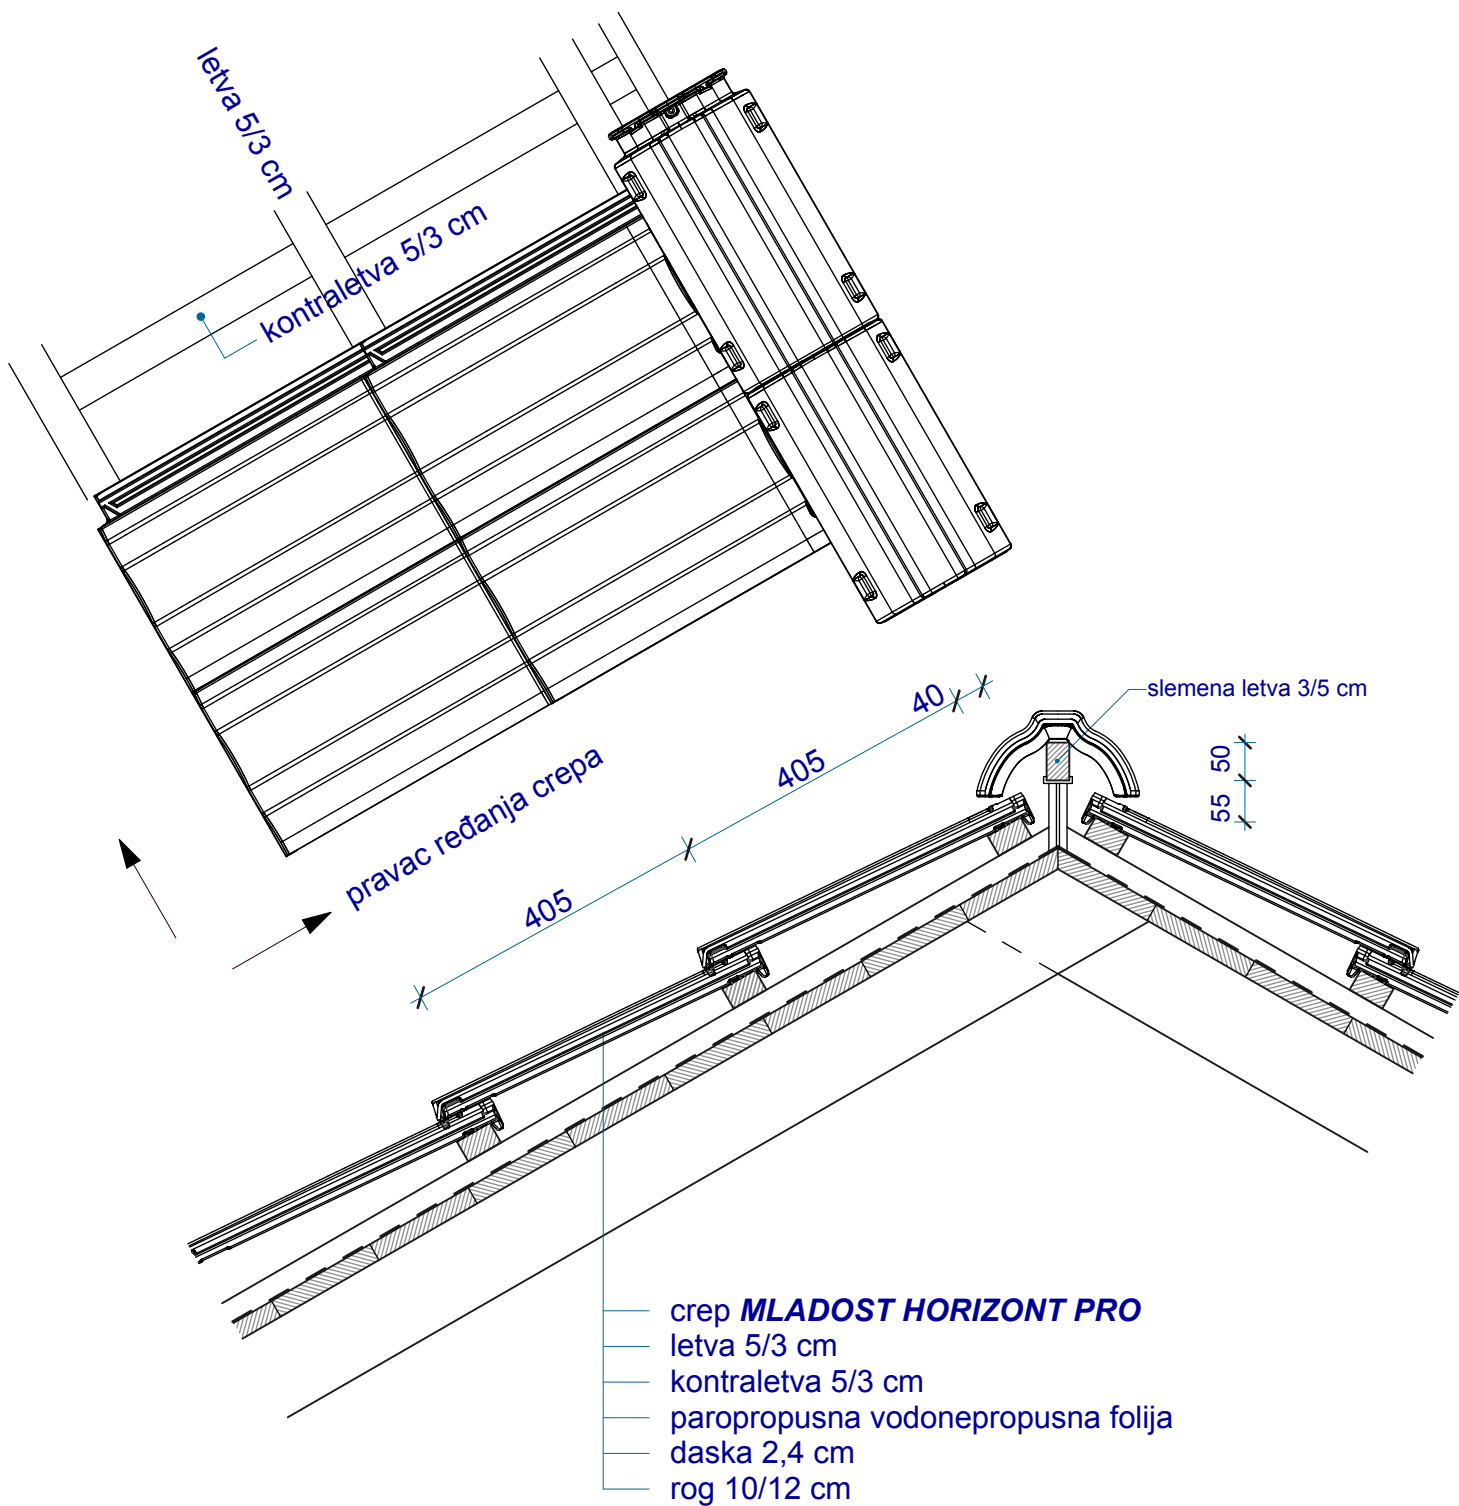 letva 5/3 cm
kontraletva 5/3 cm
40
slemena letva 3/5 cm
50
55
405
pravac ređanja crepa
405
crep MLADOST HORIZONT PRO
letva 5/3 cm
kontraletva 5/3 cm
paropropusna vodonepropusna folija
daska 2,4 cm
rog 10/12 cm